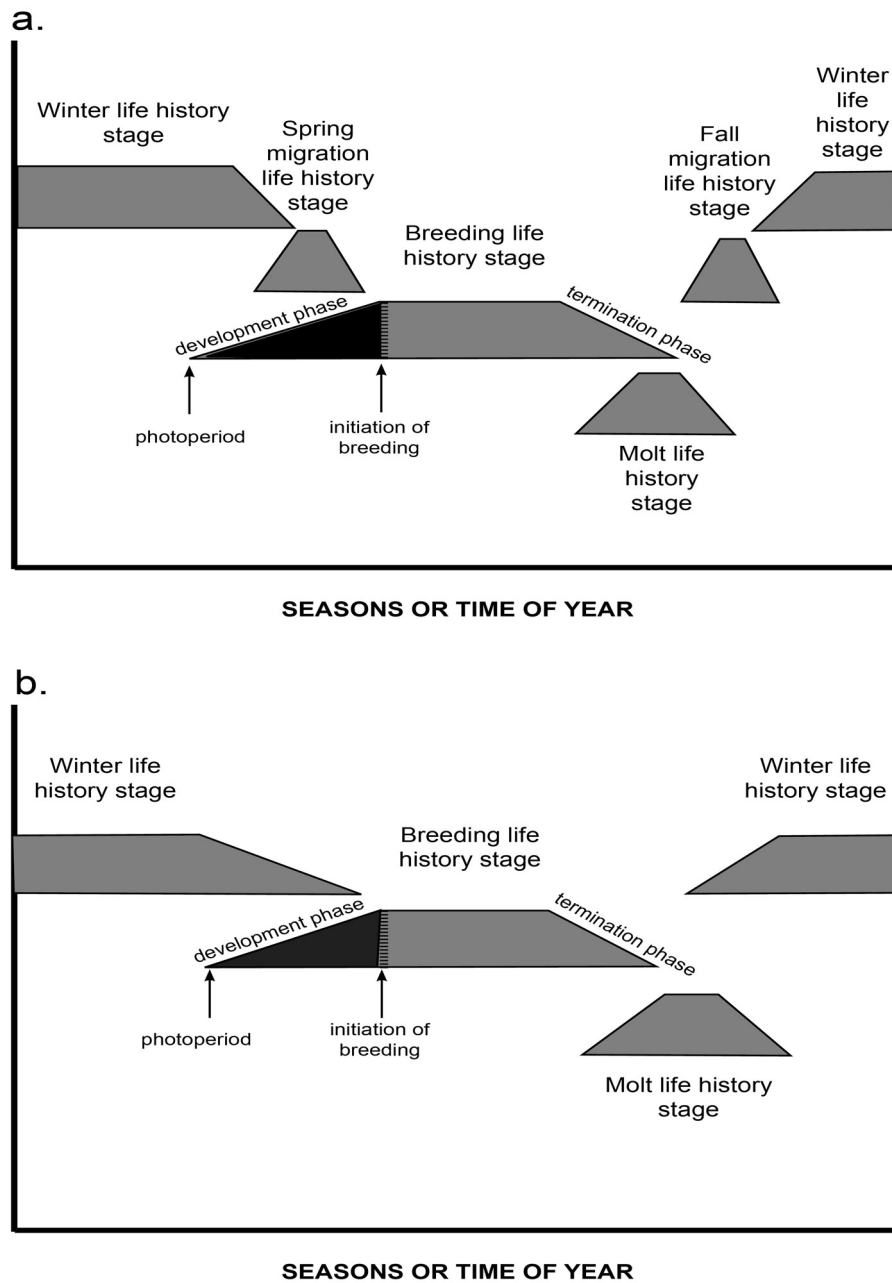 a.
Winter life history
stage
Spring
migration
life history
stage
Breeding life
history stage
Fall
migration
life history
stage
Winter
life
history
stage
development phase
termination phase
photoperiod
initiation of
breeding
Molt life
history
stage
SEASONS OR TIME OF YEAR
b.
Winter life
history stage
Breeding life
history stage
Winter life
history stage
development phase
termination phase
photoperiod
initiation of
breeding
Molt life history
stage
SEASONS OR TIME OF YEAR